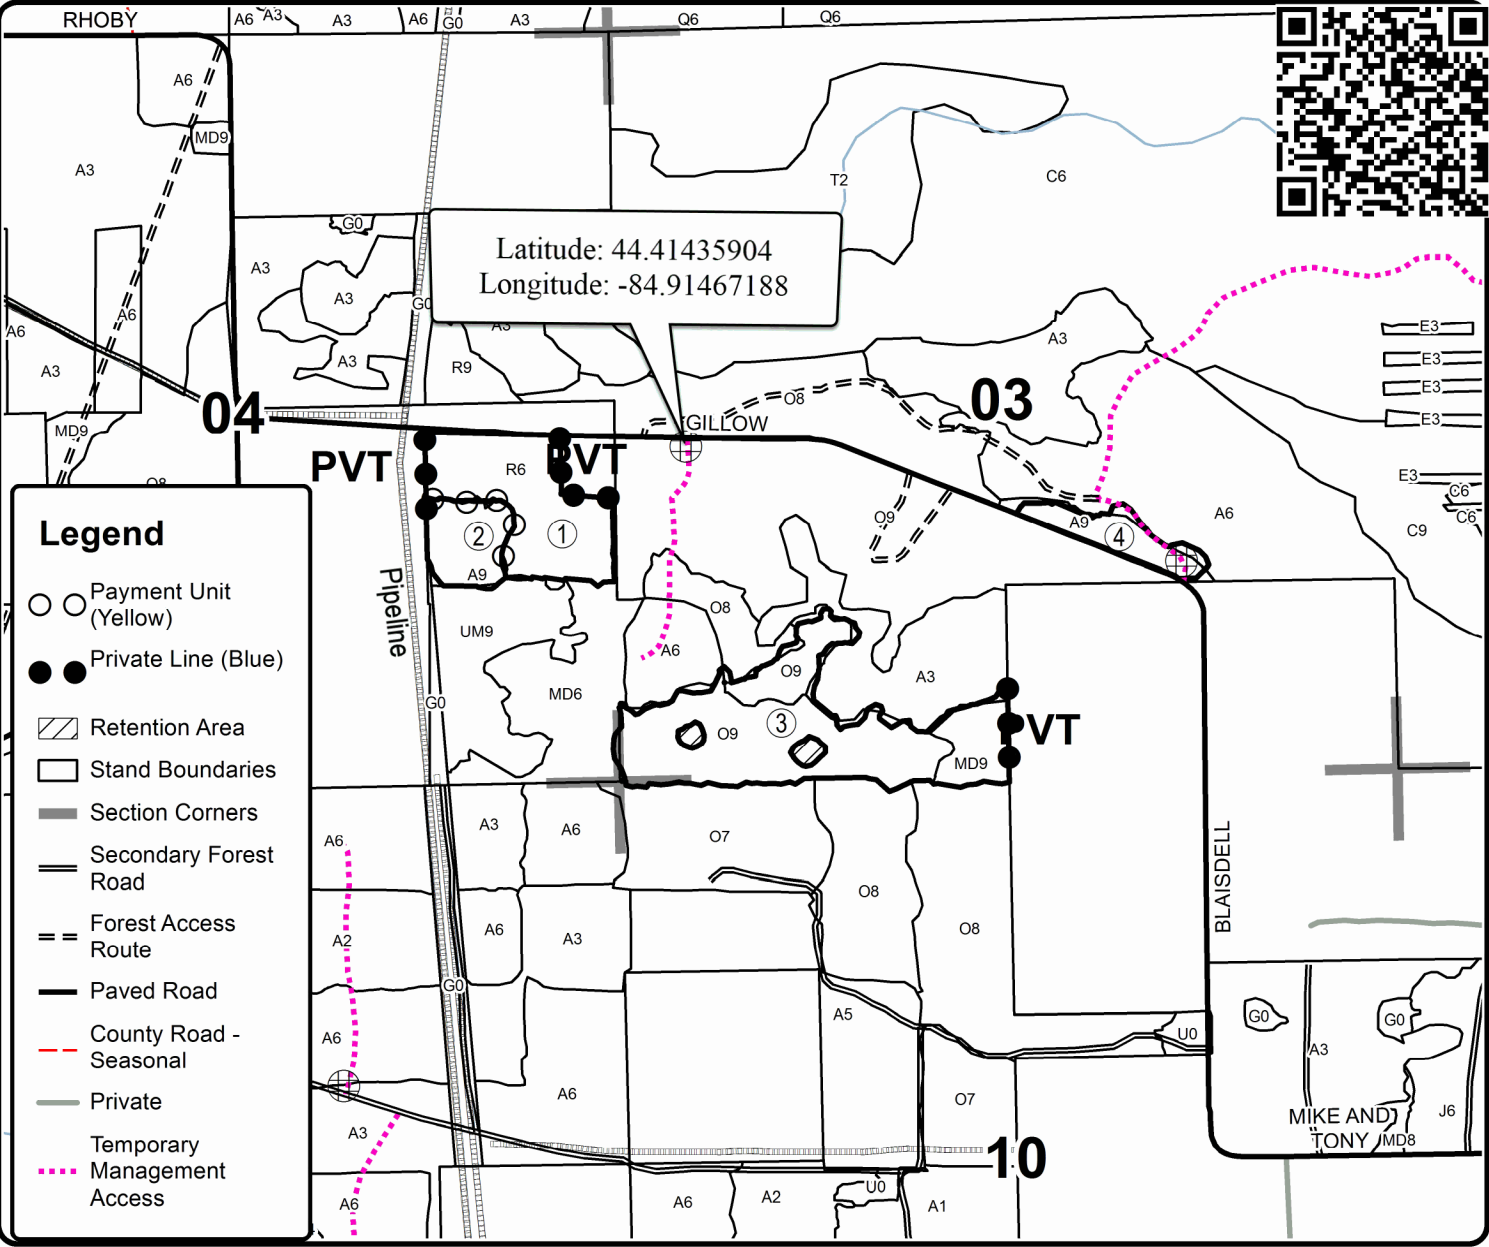 RHOBY
A6
A3
A3
A6
G0
A3
Q6
Q6
A6
MD9
A3
T2
C6
G0
A3
A3
G0
Latitude: 44.41435904
Longitude: -84.91467188
A6
A6
A3
A3
R9
A3
A3
E3
E3
E3
E3
O8
03
04
GILLOW
MD9
PVT
PVT
R6
O8
E3
C6
C6
C9
A6
A9
4
O9
2
1
A9
Pipeline
UM9
O8
A6
O9
A3
MD6
G0
3
O9
MD9
PVT
A6
A3
A6
O7
O8
BLAISDELL
A2
A6
A3
O8
G0
A6
A5
U0
G0
G0
A3
A6
O7
J6
MIKE AND
TONY
MD8
A3
10
A6
A6
A2
U0
A1
Legend
Payment Unit
(Yellow)
Private Line (Blue)
Retention Area
Stand Boundaries
Section Corners
Secondary Forest
Road
Forest Access
Route
Paved Road
County Road -
Seasonal
Private
Temporary
Management
Access